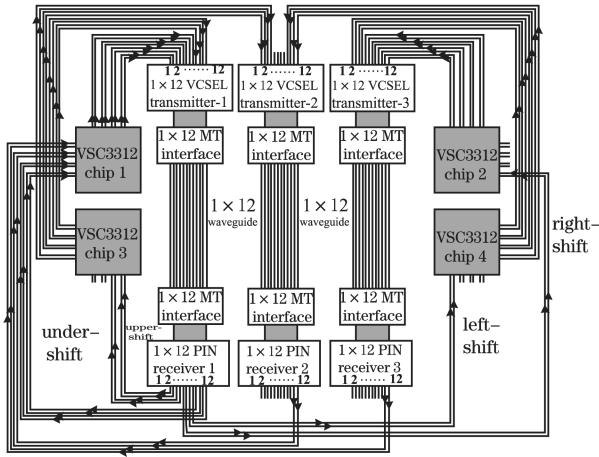 1 2 ······ 12
1 × 12 VCSEL
transmitter-1
1 2 ······ 12
1 × 12 VCSEL
transmitter-2
1 2 ······ 12
1 × 12 VCSEL
transmitter-3
1 × 12 MT
interface
1 × 12 MT
interface
1 × 12 MT
interface
VSC3312
chip 1
VSC3312
chip 2
1 × 12
waveguide
1 × 12
waveguide
VSC3312
chip 3
VSC3312
chip 4
right-
shift
1 × 12 MT
interface
1 × 12 MT
interface
1 × 12 MT
interface
under-
shift
upper-
shift
left-
shift
1 × 12 PIN
receiver 1
1 2 ······ 12
1 × 12 PIN
receiver 2
1 2 ······ 12
1 × 12 PIN
receiver 3
1 2 ······ 12